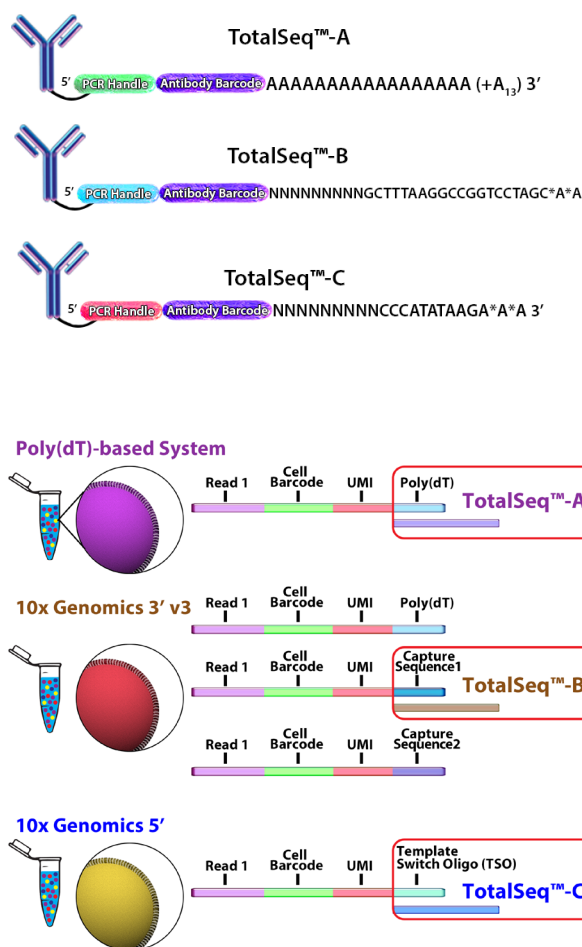 TotalSeq™-A
5′ PCR Handle Antibody Barcode AAAAAAAAAAAAAAAAA (+A13) 3′
TotalSeq™-B
5′ PCR Handle Antibody Barcode NNNNNNNNNGCTTTAAGGCCGGTCCTAGC*A*A
TotalSeq™-C
5′ PCR Handle Antibody Barcode NNNNNNNNNCCCATATAAGA*A*A 3′
Poly(dT)-based System
Read 1 Cell Barcode UMI Poly(dT)
TotalSeq™-A
10x Genomics 3′ v3
Read 1 Cell Barcode UMI Poly(dT)
Read 1 Cell Barcode UMI Capture Sequence1
TotalSeq™-B
Read 1 Cell Barcode UMI Capture Sequence2
10x Genomics 5′
Read 1 Cell Barcode UMI Template Switch Oligo (TSO)
TotalSeq™-C